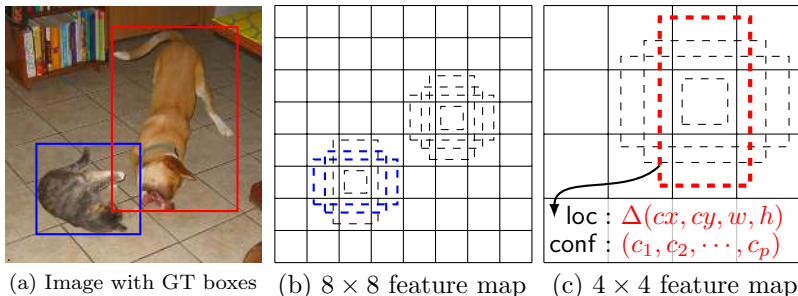 loc : Δ(cx, cy, w, h)
conf : (c₁, c₂, ⋯, cₚ)
(a) Image with GT boxes
(b) 8 × 8 feature map
(c) 4 × 4 feature map